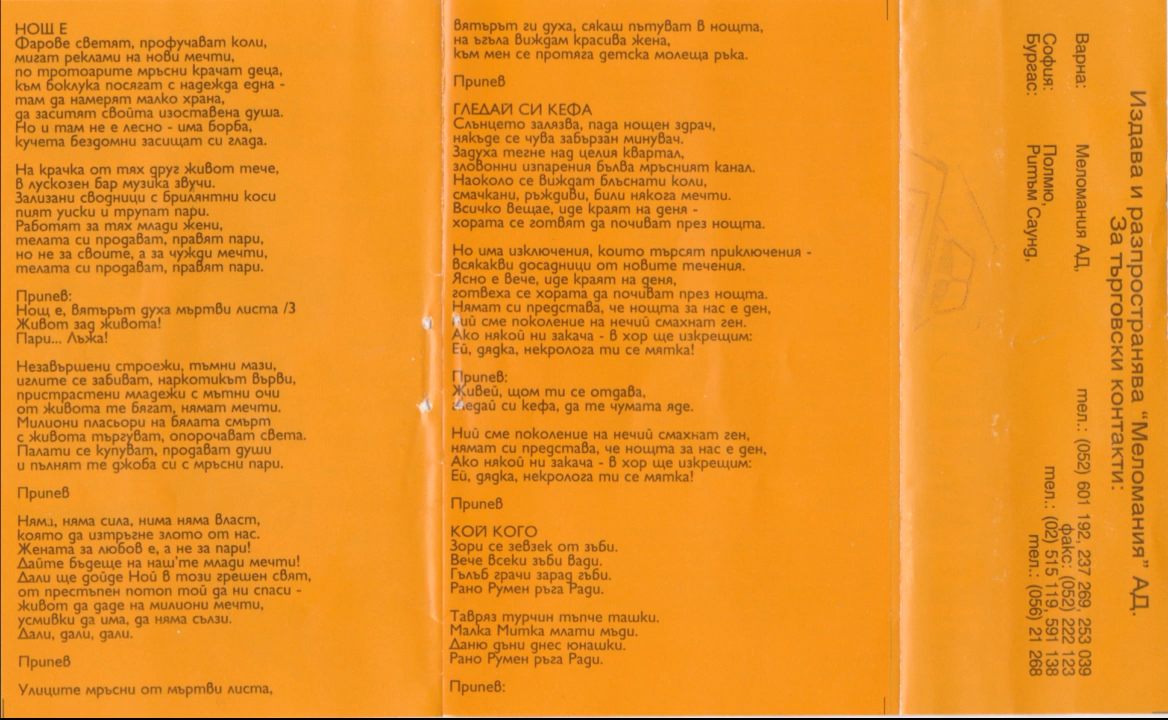 НОЩ Е
Фарове светят, профучават коли,
мигат реклами на нови мечти,
по тротоарите мръсни крачат деца,
към боклука посягат с надежда една -
там да намерят малко храна,
да заситят свойта изоставена душа.
Но и там не е лесно - има борба,
кучета бездомни засищат си глада.
На крачка от тях друг живот тече,
в лускозен бар музика звучи.
Зализани сводници с брилянтни коси
пият уиски и трупат пари.
Работят за тях млади жени,
телата си продават, правят пари,
но не за своите, а за чужди мечти,
телата си продават, правят пари.
Припев:
Нощ е, вятърът духа мъртви листа /3
Живот зад живота!
Пари... Лъжа!
Незавършени строежи, тъмни мази,
иглите се забиват, наркотикът върви,
пристрастени младежи с мътни очи
от живота те бягат, нямат мечти.
Милиони пласьори на бялата смърт
с живота търгуват, опорочават света.
Палати се купуват, продават души
и пълнят те джоба си с мръсни пари.
Припев
Няма, няма сила, нима няма власт,
която да изтръгне злото от нас.
Жената за любов е, а не за пари!
Дайте бъдеще на наш'те млади мечти!
Дали ще дойде Ной в този грешен свят,
от престъпен потоп той да ни спаси -
живот да даде на милиони мечти,
усмивки да има, да няма сълзи.
Дали, дали, дали.
Припев
Улиците мръсни от мъртви листа,
вятърът ги духа, сякаш пътуват в нощта,
на ъгъла виждам красива жена,
към мен се протяга детска молеща ръка.
Припев
ГЛЕДАЙ СИ КЕФА
Слънцето залязва, пада нощен здрач,
някъде се чува забързан минувач.
Задуха тегне над целия квартал,
зловонни изпарения бълва мръсният канал.
Наоколо се виждат блъснати коли,
смачкани, ръждиви, били някога мечти.
Всичко вещае, иде краят на деня -
хората се готвят да почиват през нощта.
Но има изключения, които търсят приключения -
всякакви досадници от новите течения.
Ясно е вече, иде краят на деня,
готвеха се хората да почиват през нощта.
Нямат си представа, че нощта за нас е ден,
ний сме поколение на нечий смахнат ген.
Ако някой ни закача - в хор ще изкрещим:
Ей, дядка, некролога ти се мятка!
Припев:
Живей, щом ти се отдава,
гледай си кефа, да те чумата яде.
Ний сме поколение на нечий смахнат ген,
нямат си представа, че нощта за нас е ден,
Ако някой ни закача - в хор ще изкрещим:
Ей, дядка, некролога ти се мятка!
Припев
КОЙ КОГО
Зори се зевзек от зъби.
Вече всеки зъби вади.
Гълъб грачи зарад гъби.
Рано Румен ръга Ради.
Тавряз турчин тъпче ташки.
Малка Митка млати мъди.
Даню дъни днес юнашки.
Рано Румен ръга Ради.
Припев:
Издава и разпространява "Меломания" АД.
За търговски контакти:
Варна: Меломания АД, тел.: (052) 601 192, 237 269, 253 039
факс: (052) 222 123
София: Полмю, тел.: (02) 515 119, 591 138
Бургас: Ритъм Саунд, тел.: (056) 21 268